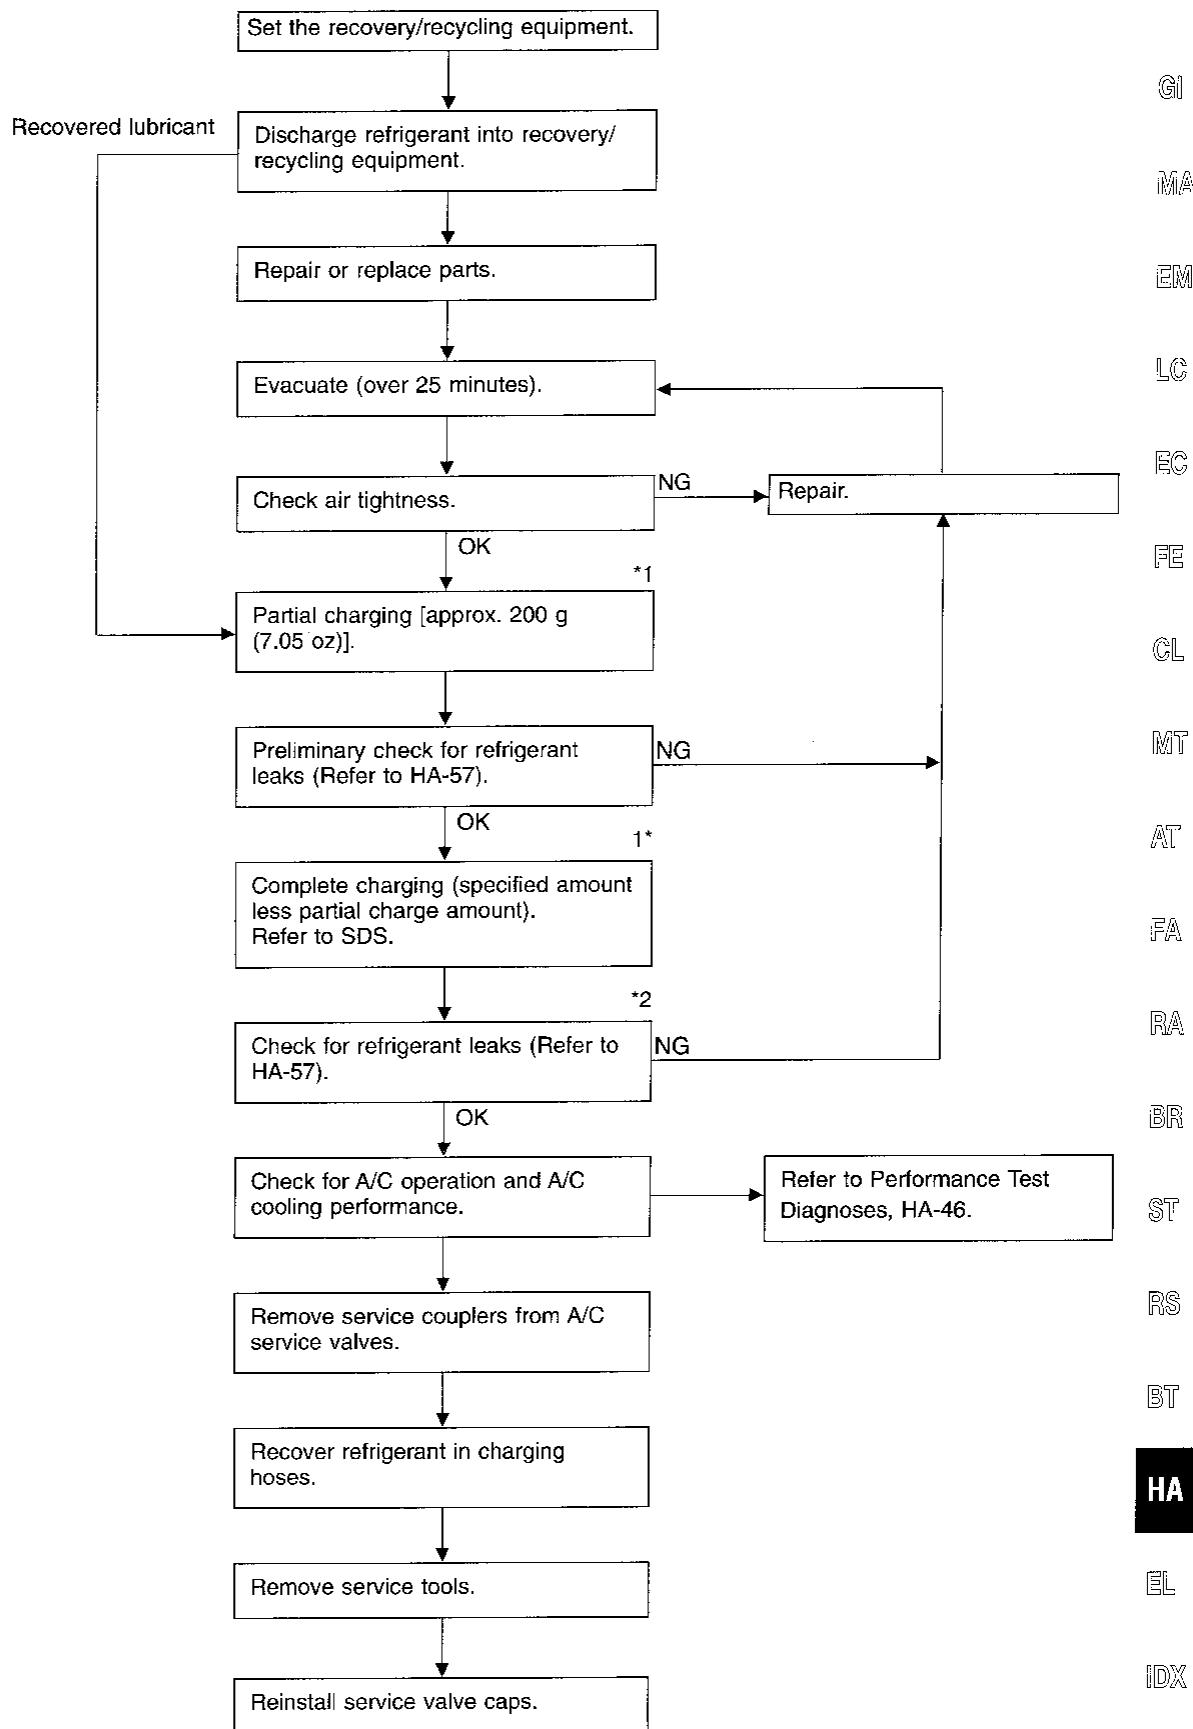 Set the recovery/recycling equipment.
Recovered lubricant
Discharge refrigerant into recovery/
recycling equipment.
Repair or replace parts.
Evacuate (over 25 minutes).
Check air tightness.
NG
Repair.
OK
*1
Partial charging [approx. 200 g
(7.05 oz)].
Preliminary check for refrigerant
leaks (Refer to HA-57).
NG
OK
1*
Complete charging (specified amount
less partial charge amount).
Refer to SDS.
*2
Check for refrigerant leaks (Refer to
HA-57).
NG
OK
Check for A/C operation and A/C
cooling performance.
Refer to Performance Test
Diagnoses, HA-46.
Remove service couplers from A/C
service valves.
Recover refrigerant in charging
hoses.
Remove service tools.
Reinstall service valve caps.
GI
MA
EM
LC
EC
FE
CL
MT
AT
FA
RA
BR
ST
RS
BT
HA
EL
IDX